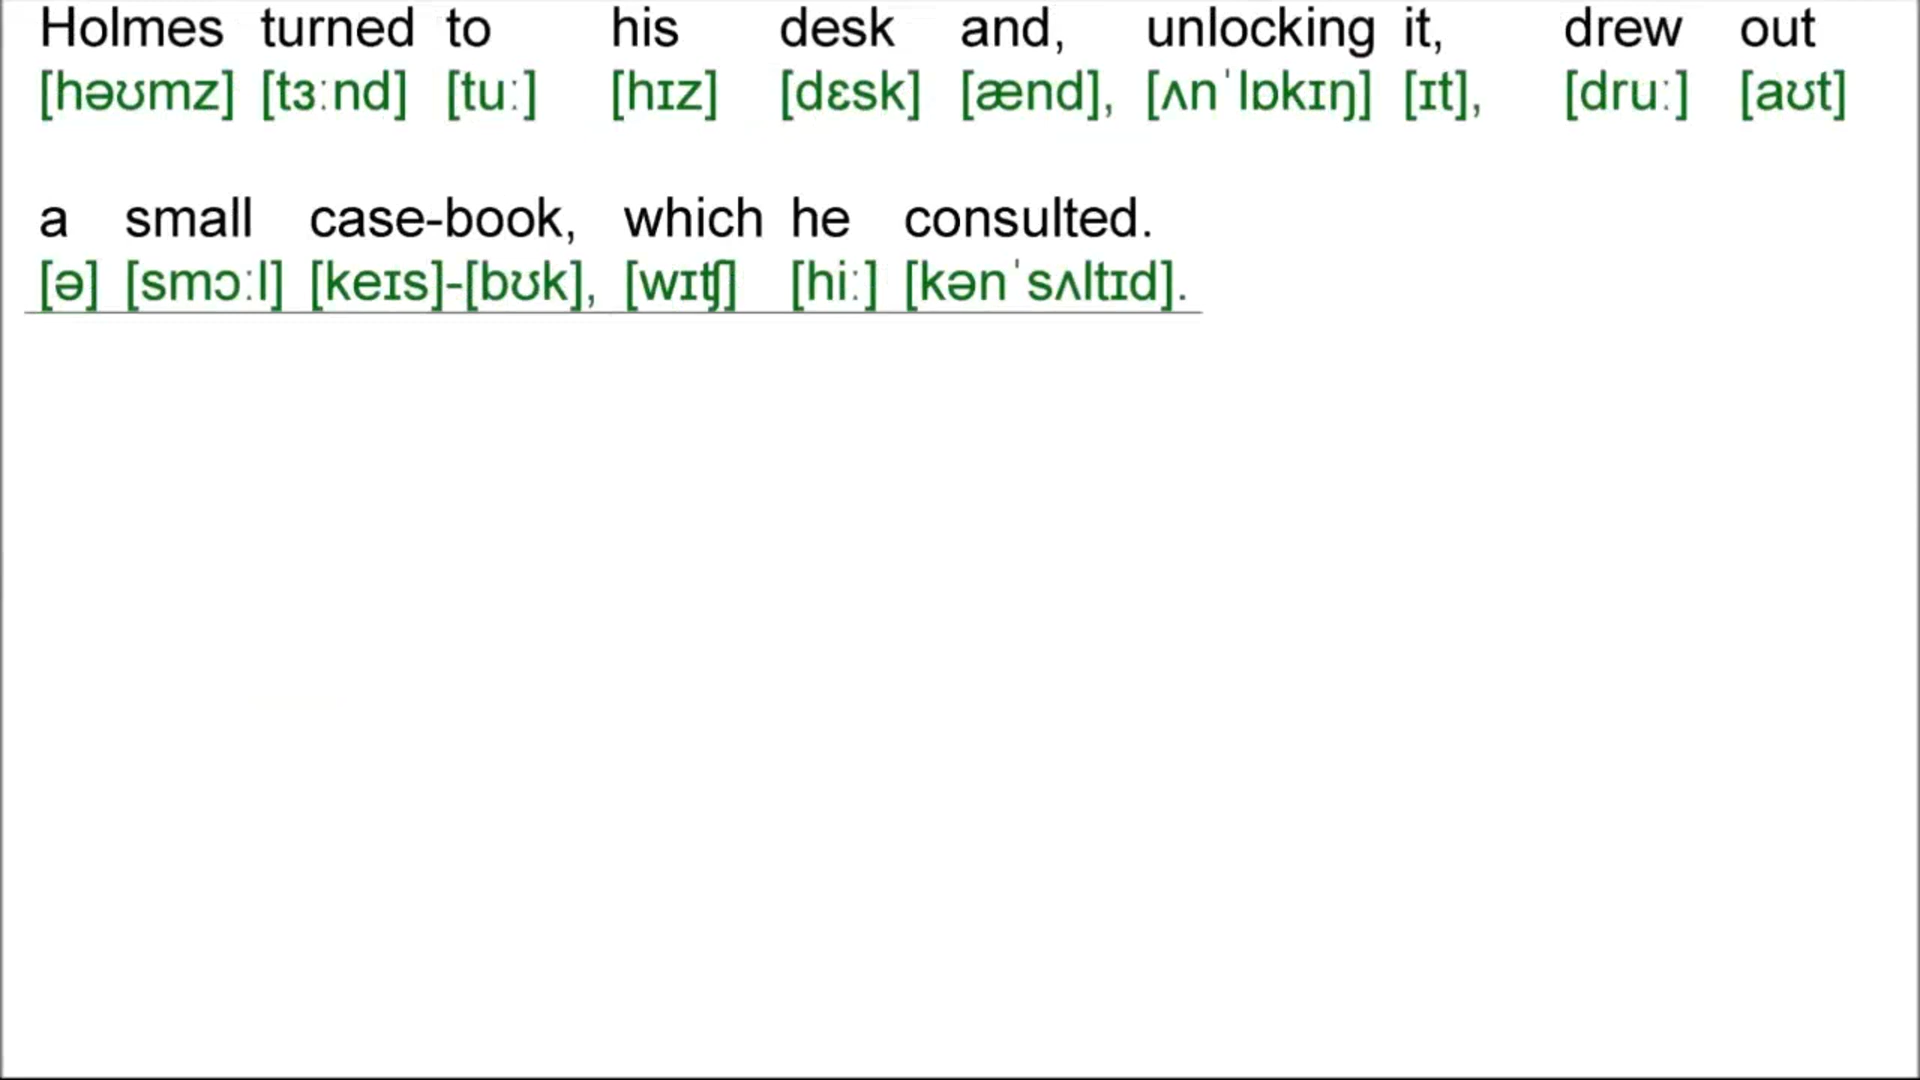 Holmes turned to his desk and, unlocking it, drew out
[həʊmz] [tɜːnd] [tuː] [hɪz] [dɛsk] [ænd], [ʌnˈlɒkɪŋ] [ɪt], [druː] [aʊt]
a small case-book, which he consulted.
[ə] [smɔːl] [keɪs]-[bʊk], [wɪʧ] [hiː] [kənˈsʌltɪd].